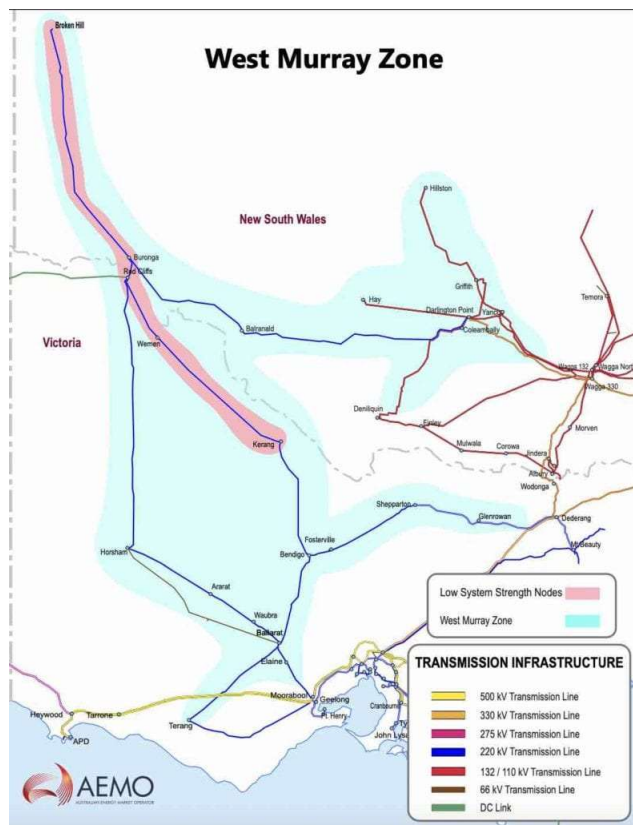 Broken Hill
West Murray Zone
Hillston
New South Wales
Buronga
Red Cliffs
Griffith
Hay
Temora
Darlington Point
Yanco
Balranald
Coleambally
Victoria
Wemen
Wagga 132
Wagga North
Wagga 330
Deniliquin
Finley
Morven
Kerang
Mulwala
Corowa
Jindera
Albury
Wodonga
Shepparton
Glenrowan
Dederang
Fosterville
Horsham
Bendigo
Mt Beauty
Ararat
Low System Strength Nodes
Waubra
West Murray Zone
Ballarat
Elaine
TRANSMISSION INFRASTRUCTURE
Moorabool
Geelong
500 kV Transmission Line
Heywood
Tarrone
Pt. Henry
330 kV Transmission Line
Terang
275 kV Transmission Line
APD
220 kV Transmission Line
132 / 110 kV Transmission Line
AEMO
66 kV Transmission Line
AUSTRALIAN ENERGY MARKET OPERATOR
DC Link